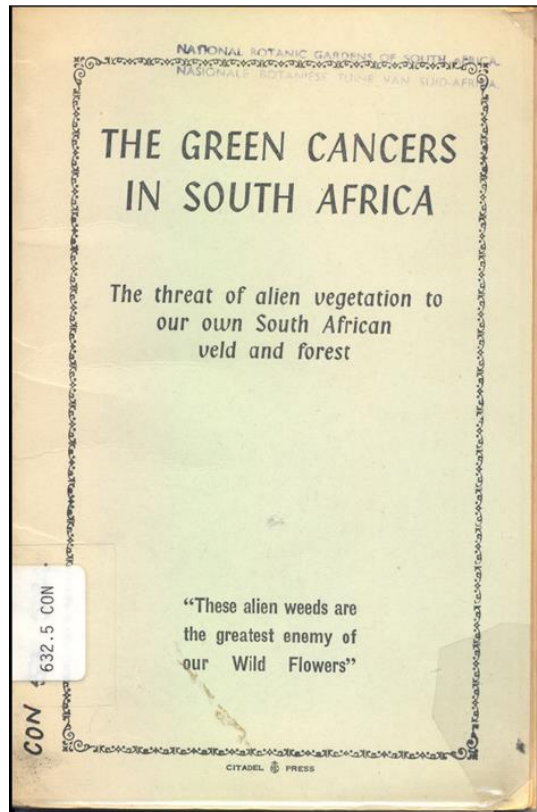 NATIONAL BOTANIC GARDENS OF SOUTH AFRICA.
NASIONALE BOTANIESE TUINE VAN SUID-AFRIKA.
THE GREEN CANCERS
IN SOUTH AFRICA
The threat of alien vegetation to
our own South African
veld and forest
“These alien weeds are
the greatest enemy of
our Wild Flowers”
632.5 CON
CON
CITADEL PRESS